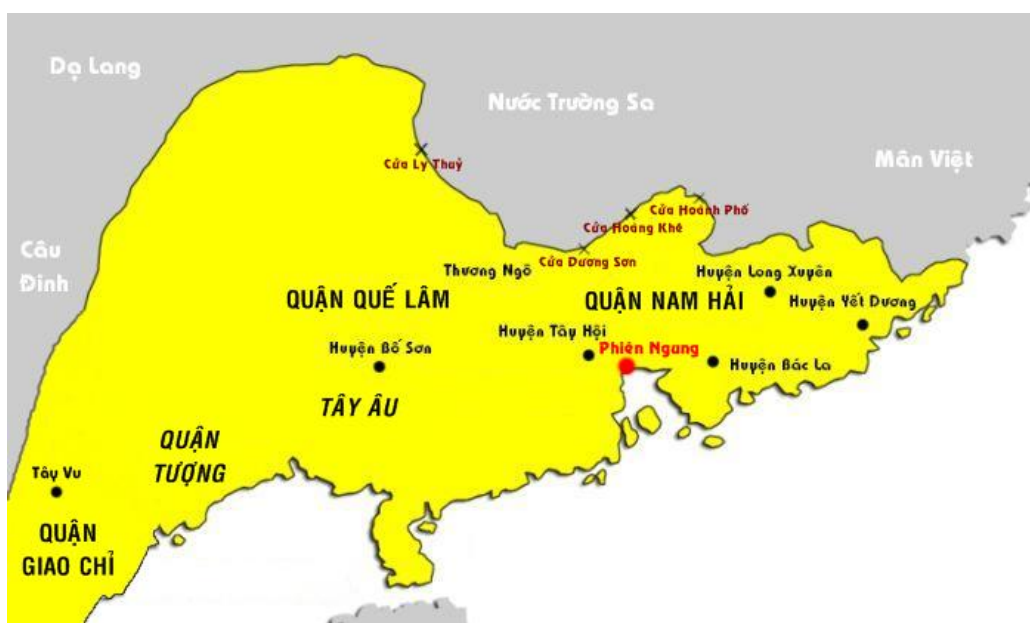 Dạ Lang
Nước Trường Sa
Mân Việt
Cửa Ly Thuỷ
Cửa Hoành Phố
Cửa Hoàng Khê
Câu
Đinh
Cửa Dương Sơn
Thương Ngô
Huyện Long Xuyên
QUẬN QUẾ LÂM
QUẬN NAM HẢI
Huyện Yết Dương
Huyện Tây Hội
Phiên Ngung
Huyện Bố Sơn
Huyện Bác La
TÂY ÂU
QUẬN
TƯỢNG
Tây Vu
QUẬN
GIAO CHỈ